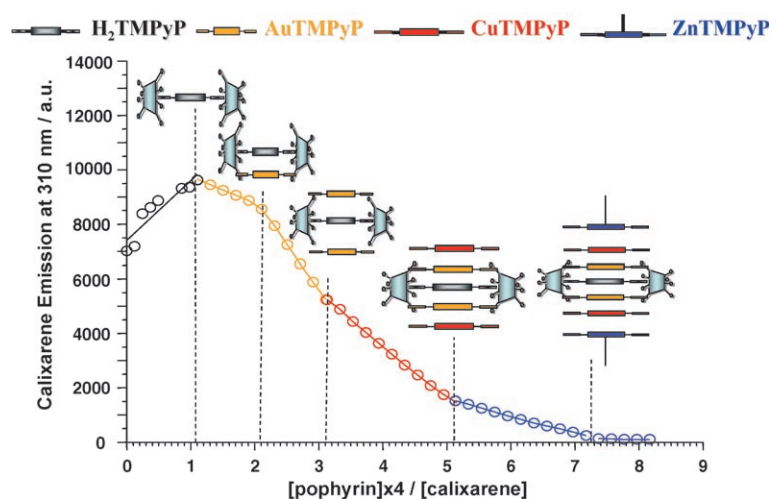 H₂TMPyP AuTMPyP CuTMPyP ZnTMPyP
Calixarene Emission at 310 nm / a.u.
14000
12000
10000
8000
6000
4000
2000
0
0 1 2 3 4 5 6 7 8 9
[pophyrin]x4 / [calixarene]